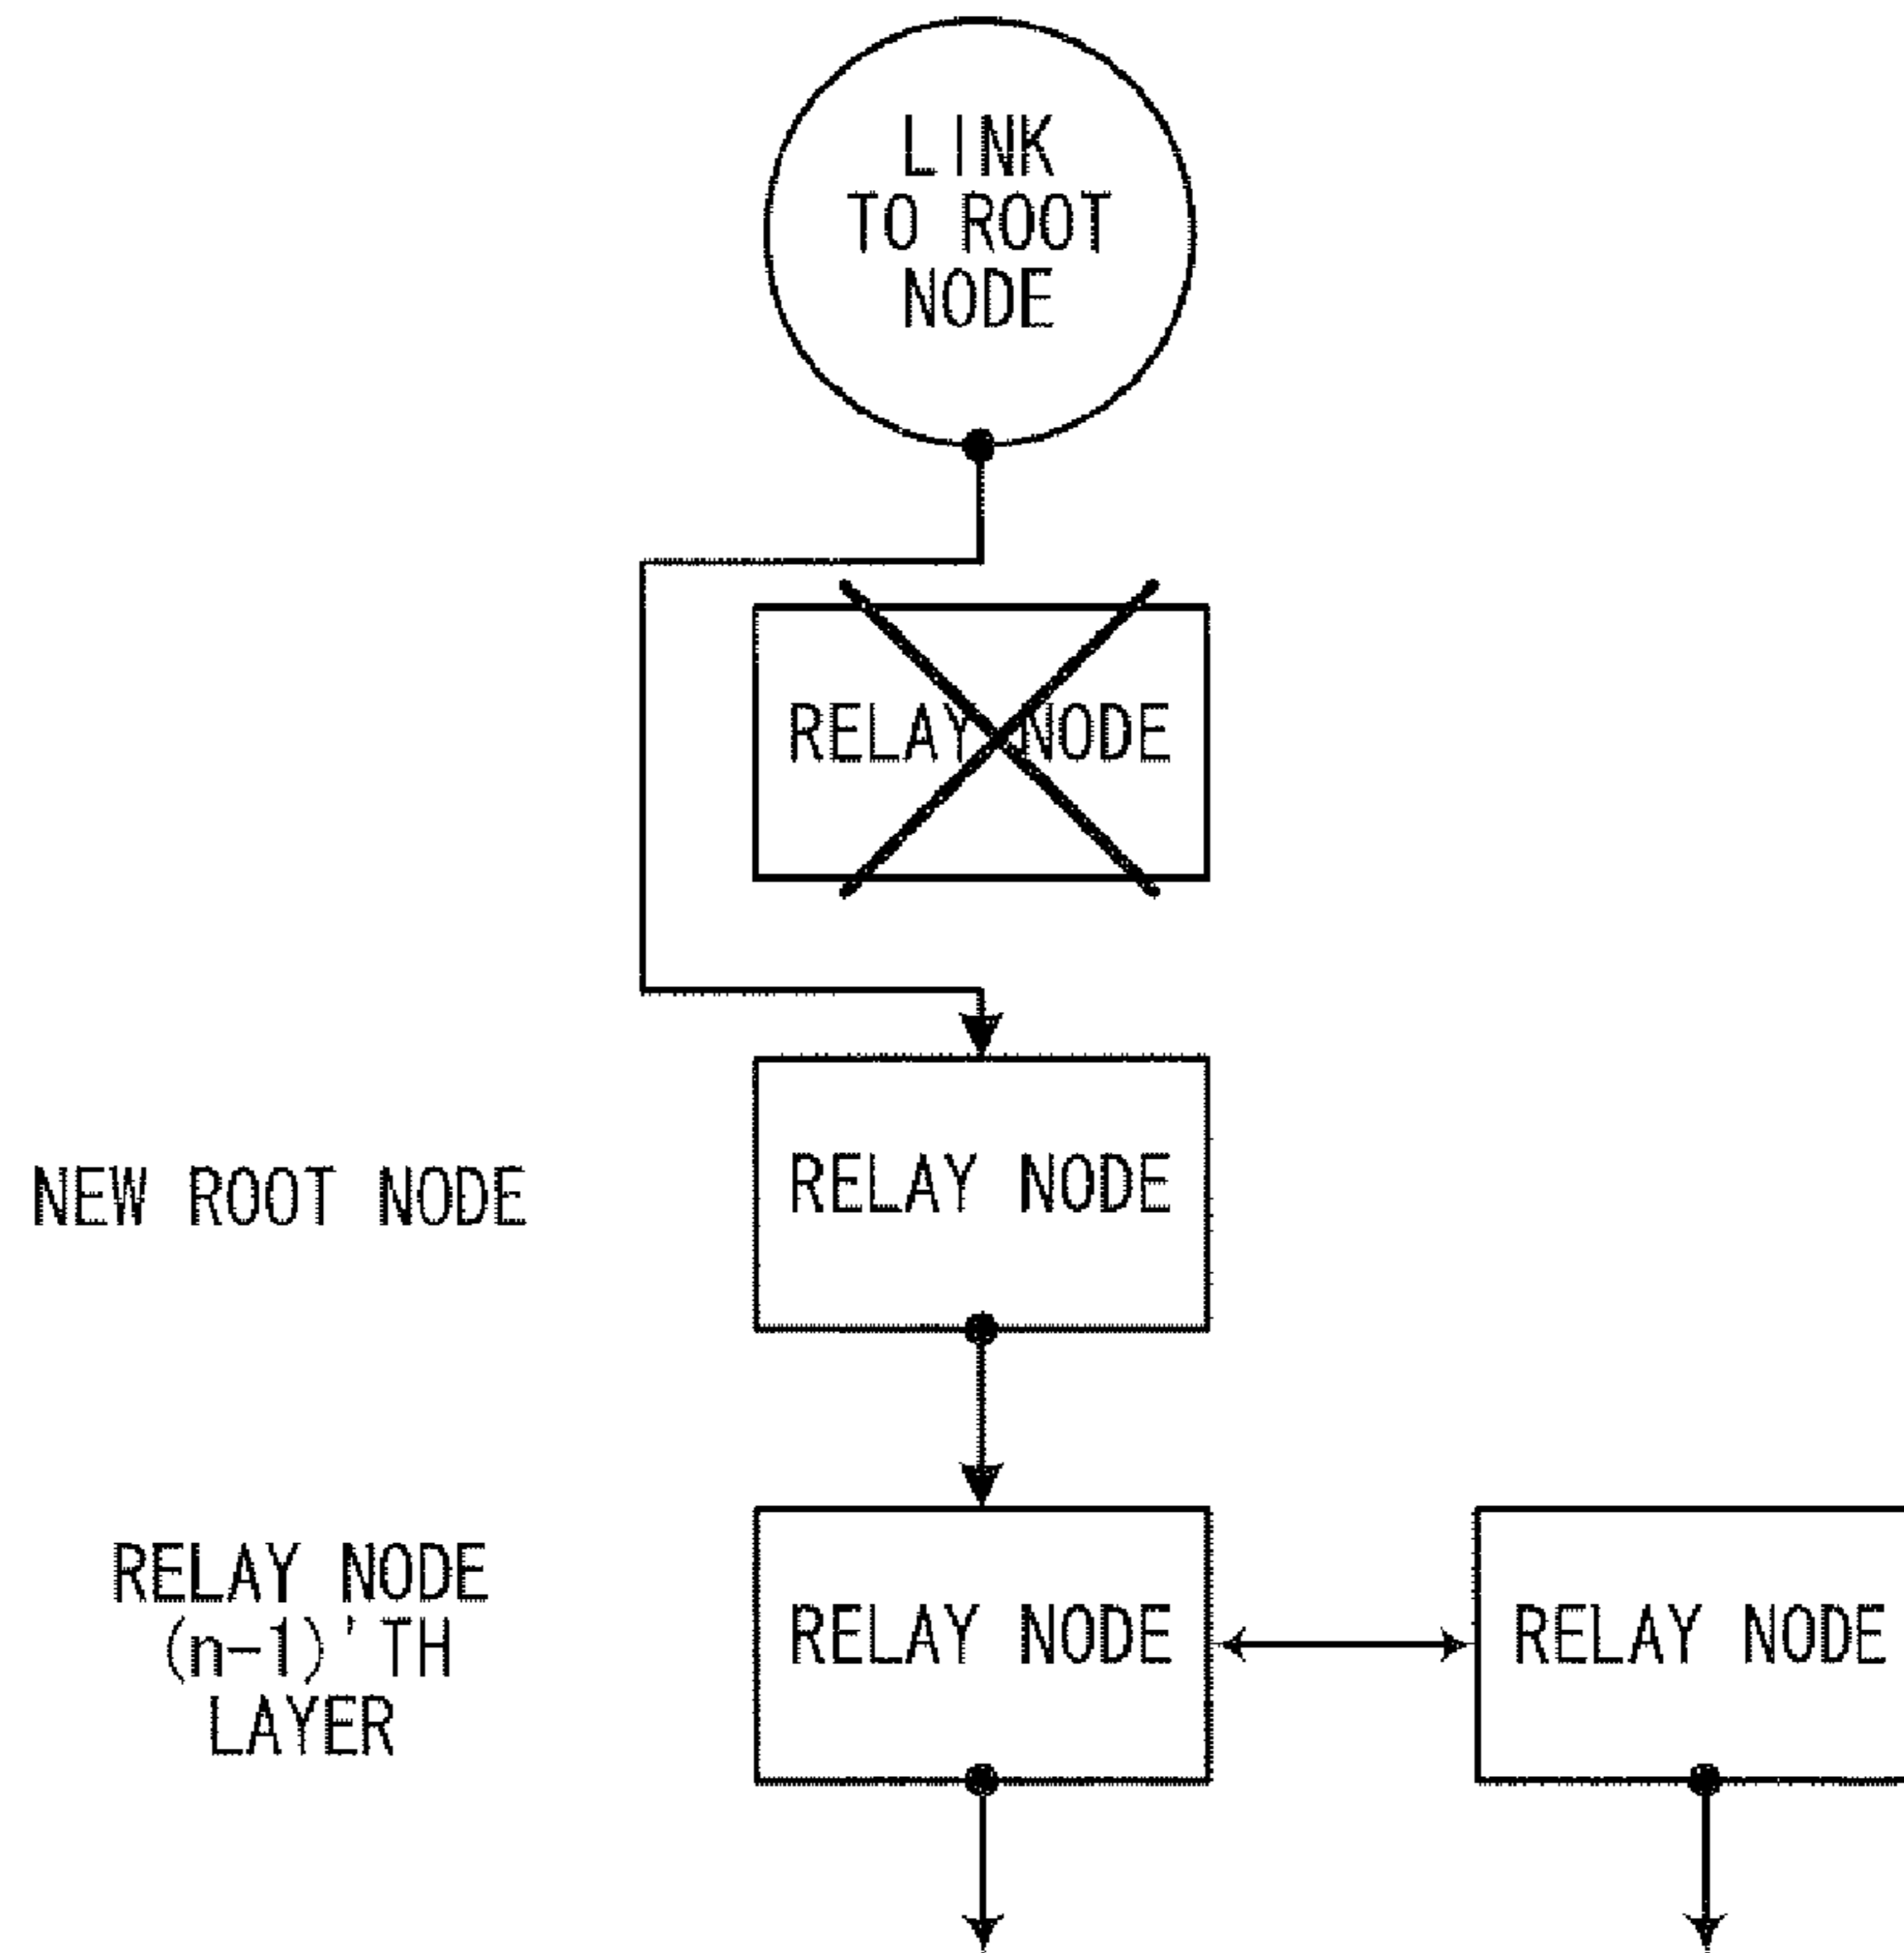 LINK
TO ROOT
NODE
RELAY NODE
NEW ROOT NODE
RELAY NODE
RELAY NODE
(n-1)'TH
LAYER
RELAY NODE
RELAY NODE